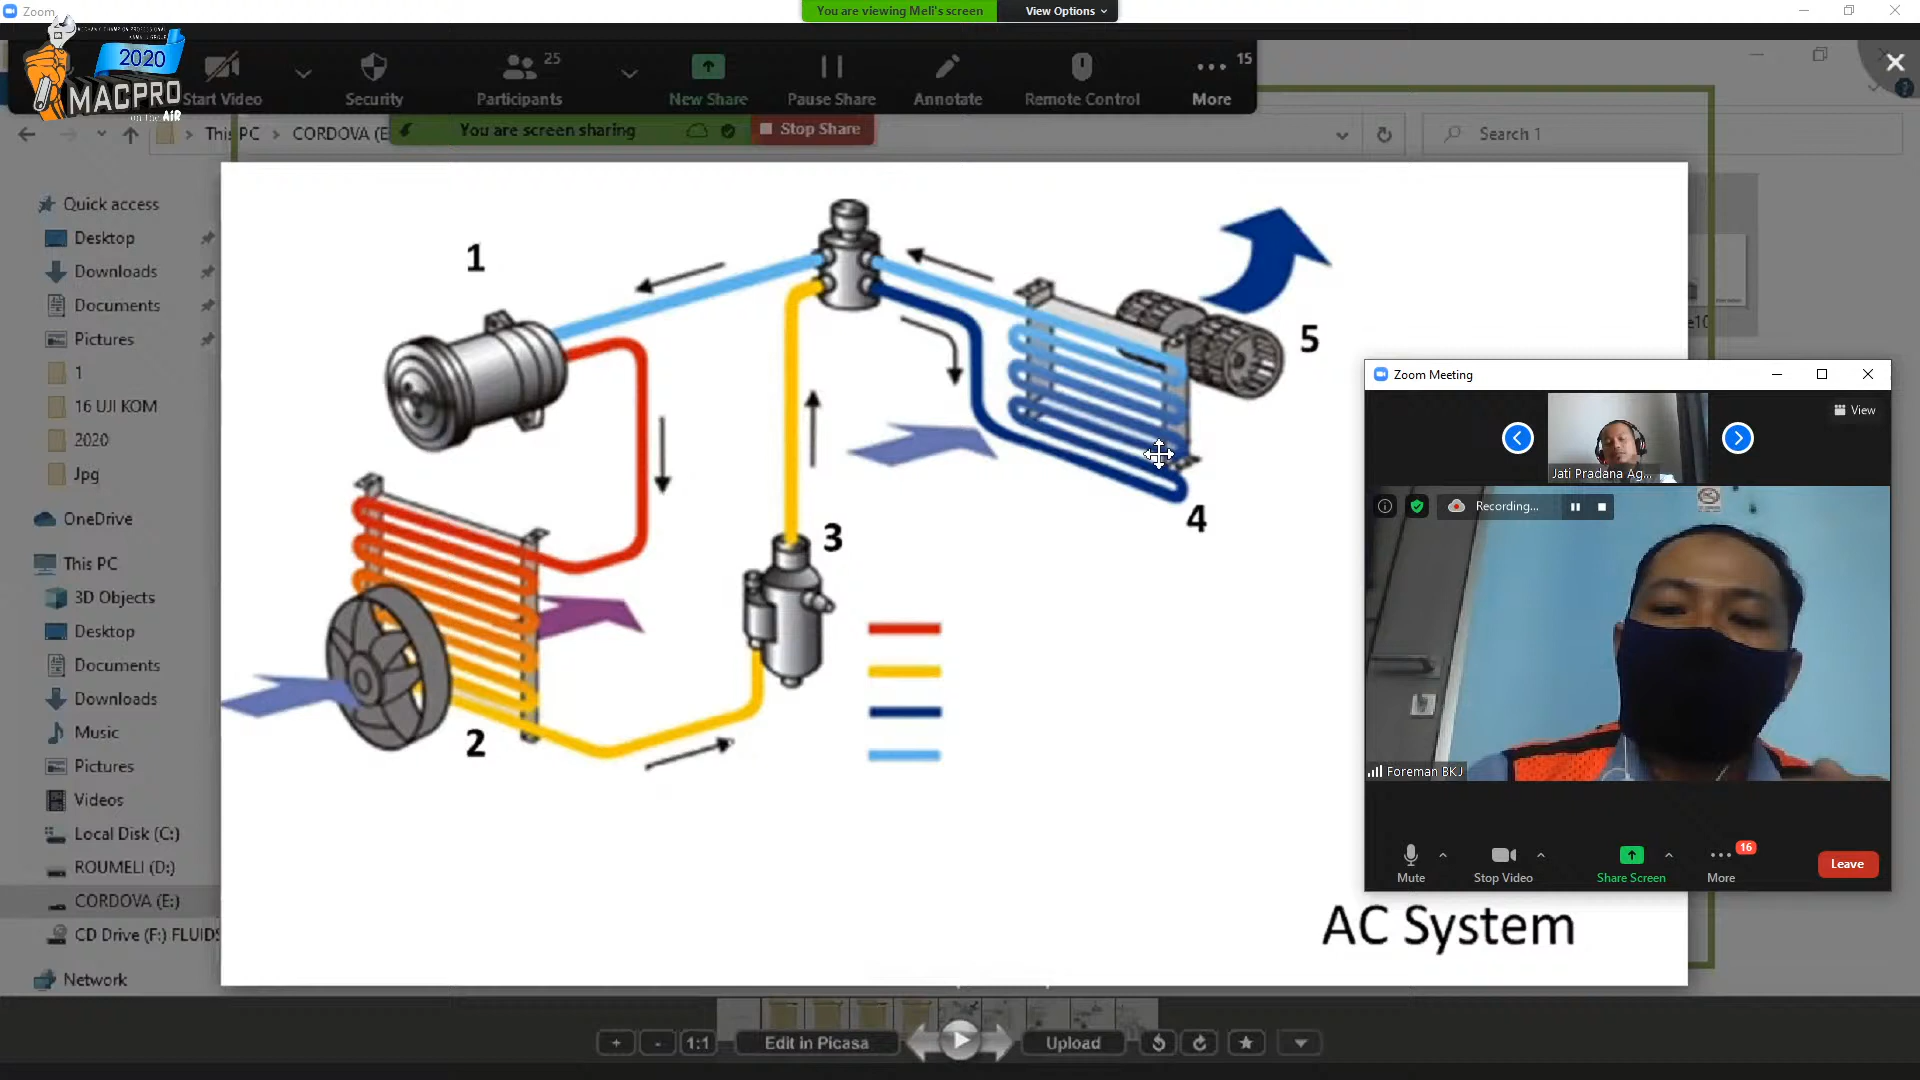 Zoom
You are viewing Meli's screen
View Options
2020
MACPRO
on the AIR
Start Video
Security
25
Participants
New Share
Pause Share
Annotate
Remote Control
15
More
You are screen sharing
Stop Share
This PC
CORDOVA (E
Search 1
Quick access
Desktop
Downloads
Documents
Pictures
1
16 UJI KOM
2020
Jpg
OneDrive
This PC
3D Objects
Desktop
Documents
Downloads
Music
Pictures
Videos
Local Disk (C:)
ROUMELI (D:)
CORDOVA (E:)
CD Drive (F:) FLUIDS
Network
1
2
3
4
5
AC System
Zoom Meeting
View
Jati Pradana Ag...
Recording...
Foreman BKJ
Mute
Stop Video
Share Screen
16
More
Leave
+
-
1:1
Edit in Picasa
Upload